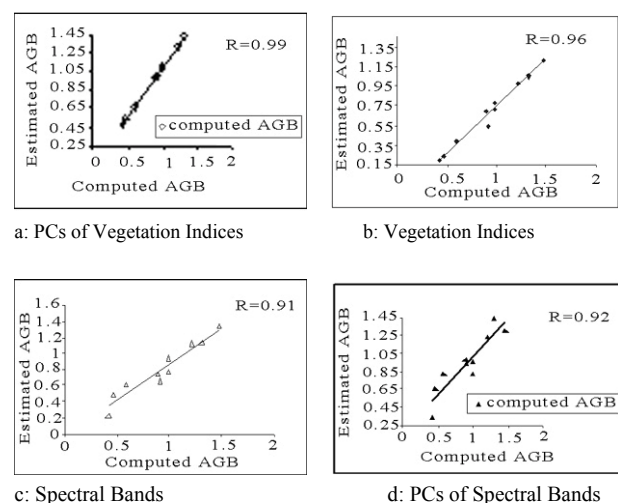 Estimated AGB
1.45
1.25
1.05
0.85
0.65
0.45
0.25
R=0.99
computed AGB
0 0.5 1 1.5 2
Computed AGB
a: PCs of Vegetation Indices
Estimated AGB
1.35
1.15
0.95
0.75
0.55
0.35
0.15
R=0.96
0 0.5 1 1.5 2
Computed AGB
b: Vegetation Indices
Estimated AGB
1.6
1.4
1.2
1
0.8
0.6
0.4
0.2
0
R=0.91
0 0.5 1 1.5 2
Computed AGB
c: Spectral Bands
Estimated AGB
1.45
1.25
1.05
0.85
0.65
0.45
0.25
R=0.92
computed AGB
0 0.5 1 1.5 2
Computed AGB
d: PCs of Spectral Bands